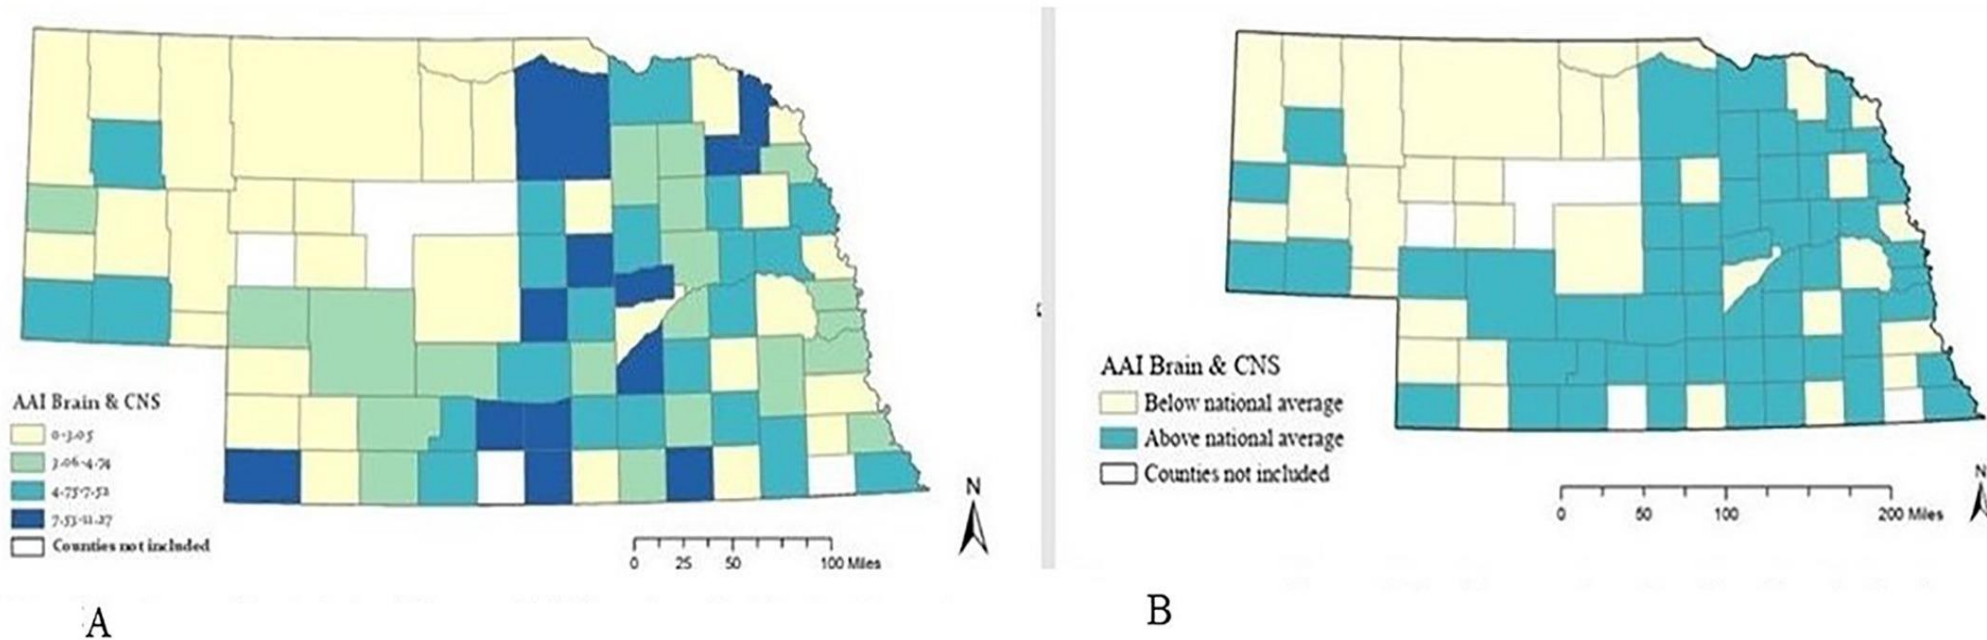 AAI Brain & CNS
0-3.05
3.06-4.74
4.75-7.52
7.53-11.27
Counties not included
N
0 25 50 100 Miles
A
AAI Brain & CNS
Below national average
Above national average
Counties not included
N
0 50 100 200 Miles
B